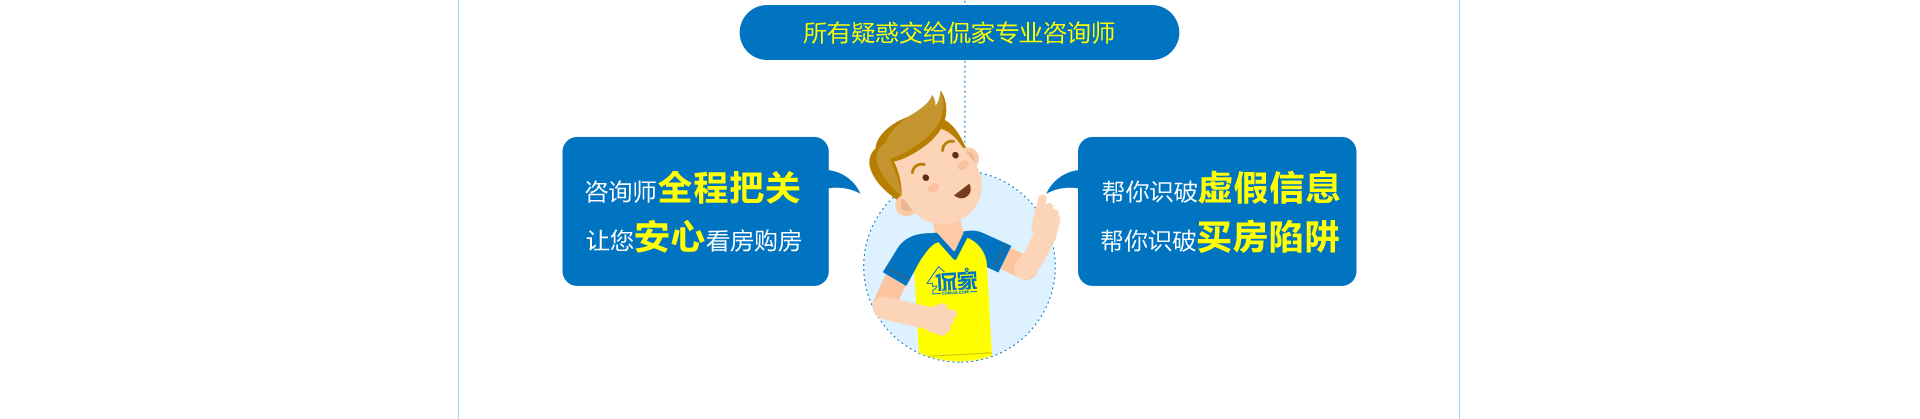 所有疑惑交给侃家专业咨询师
咨询师全程把关
让您安心看房购房
帮你识破虚假信息
帮你识破买房陷阱
侃家